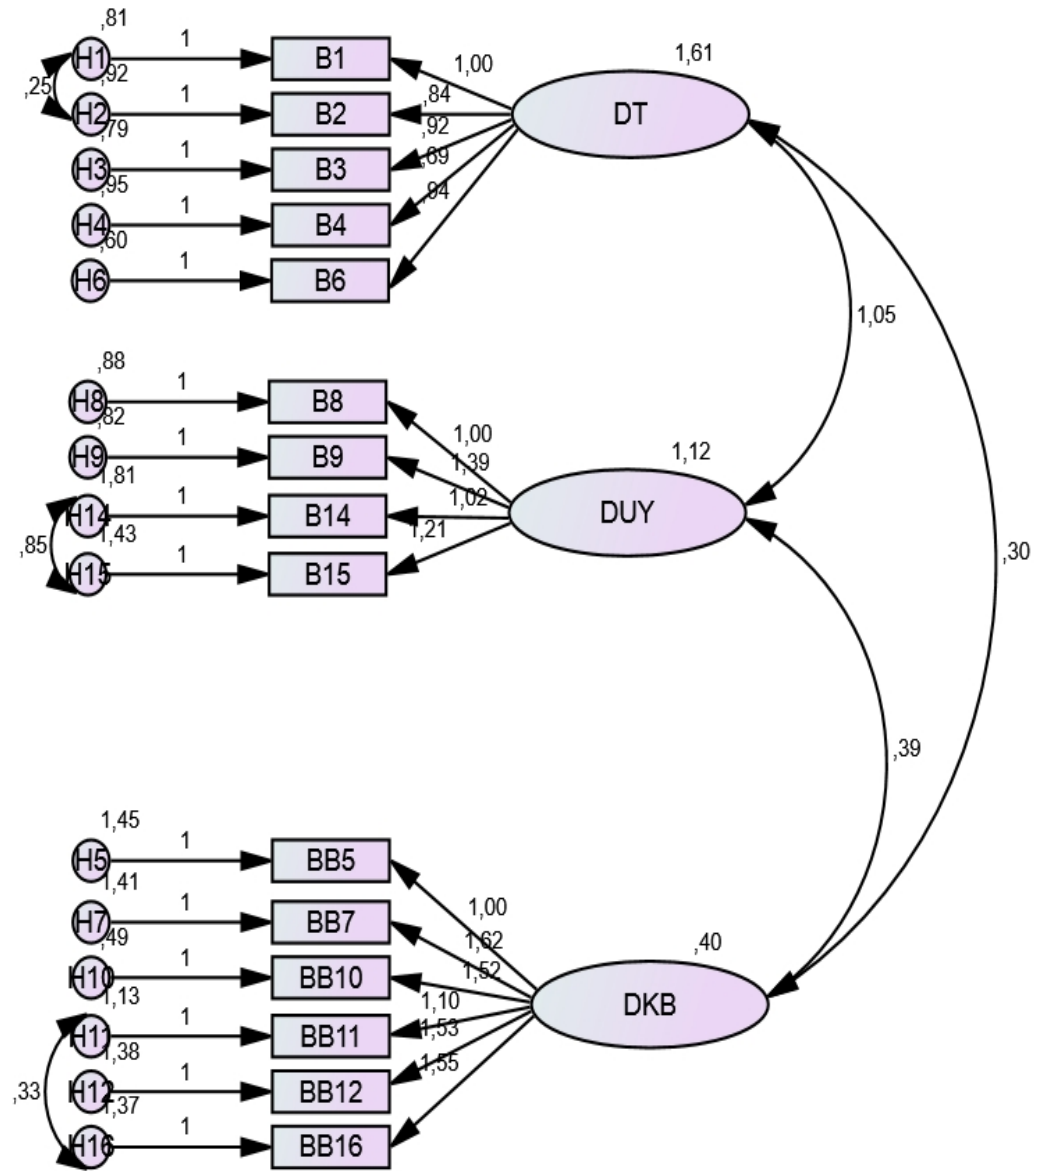 ,81
H1 1 B1 1,00 1,61
,25
,92
H2 1 B2 ,84 DT
,79
H3 1 B3 ,92
,95
H4 1 B4 ,69
,60
H6 1 B6 ,94
1,05
,88
H8 1 B8 1,00
,82
H9 1 B9 1,39 1,12
1,81
H14 1 B14 1,02 DUY
,85
1,43
H15 1 B15 1,21
,30
,39
1,45
H5 1 BB5 1,00
1,41
H7 1 BB7 1,62 ,40
,49
H10 1 BB10 1,52 DKB
1,13
H11 1 BB11 1,10
,33
1,38
H12 1 BB12 1,53
1,37
H16 1 BB16 1,55